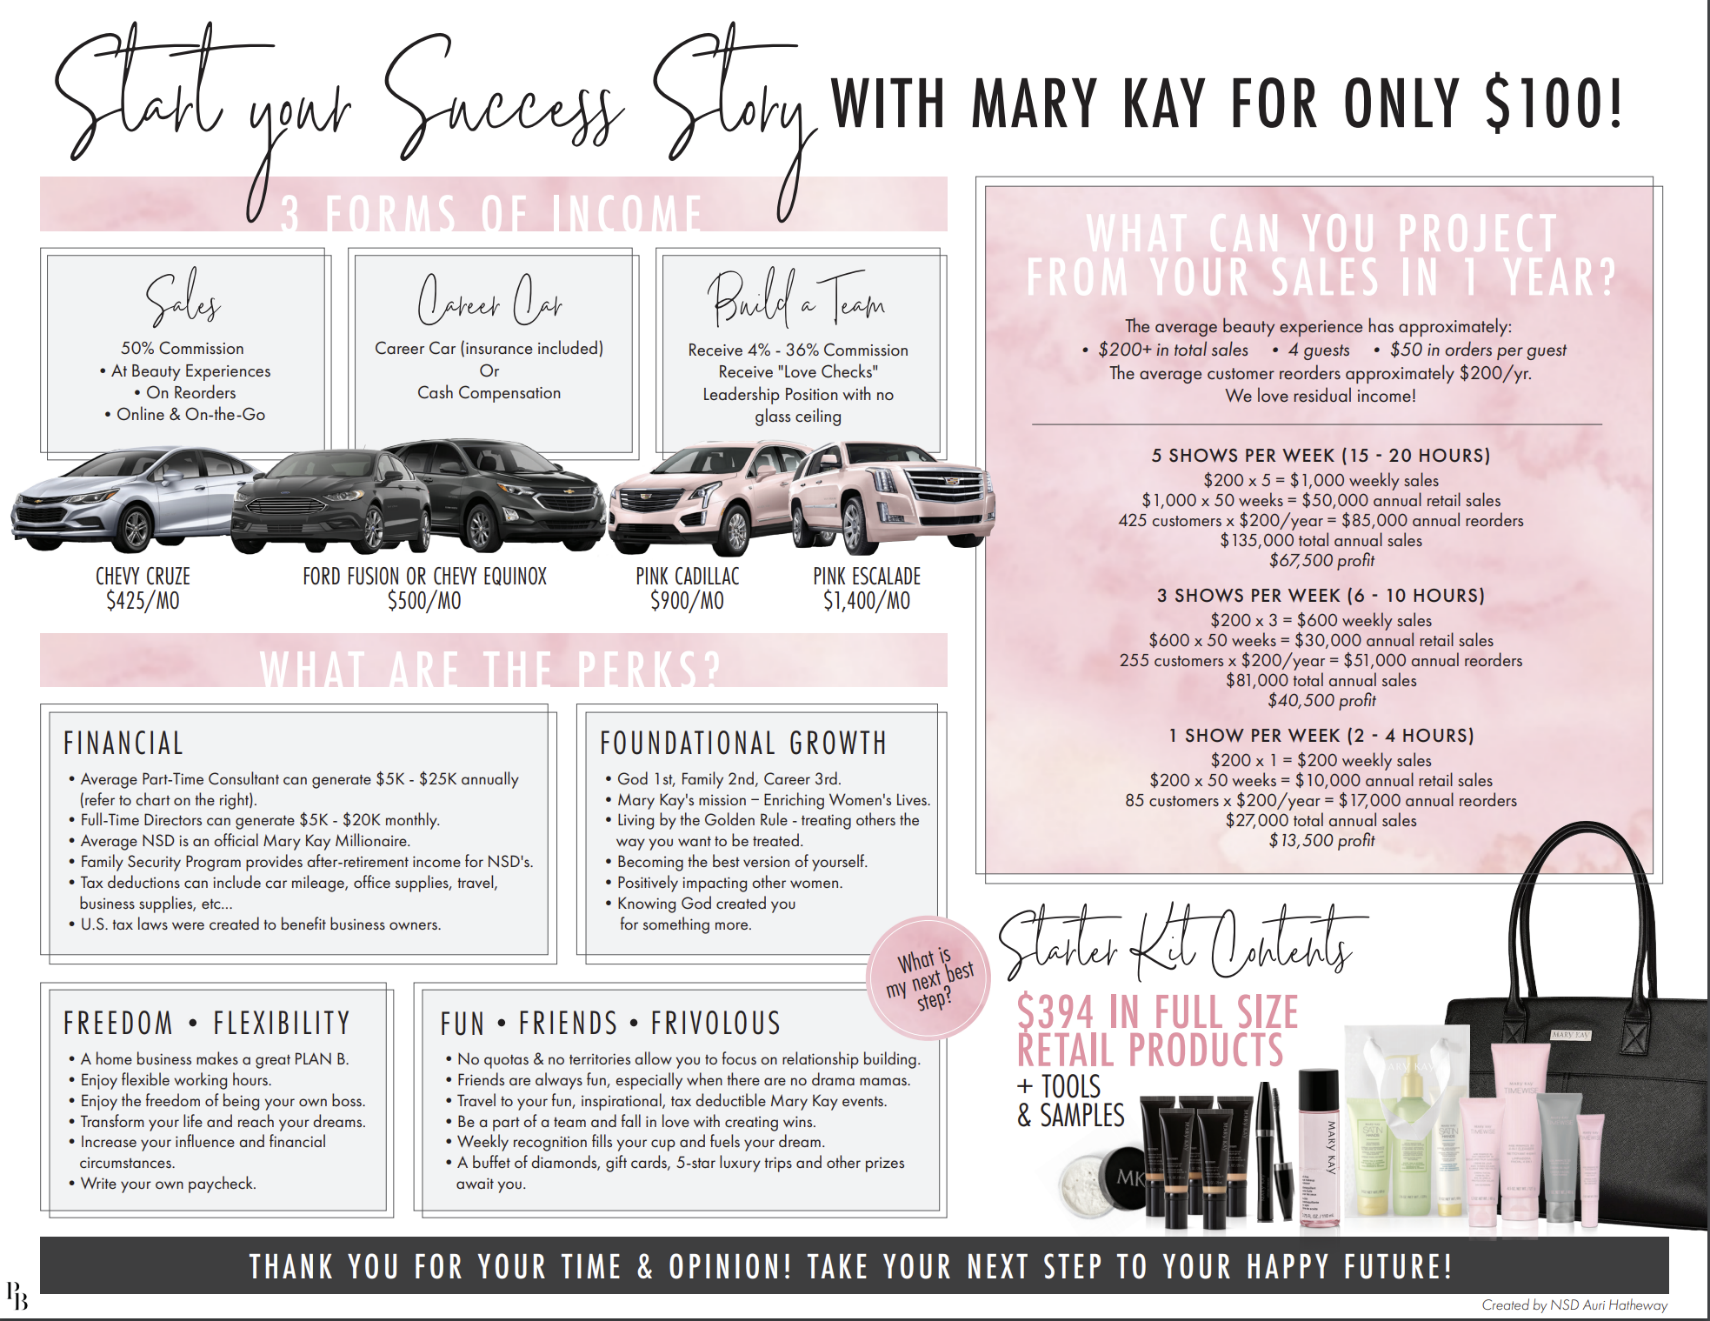 Start your Success Story WITH MARY KAY FOR ONLY $100!
3 FORMS OF INCOME
Sales
50% Commission
• At Beauty Experiences
• On Reorders
• Online & On-the-Go
Career Car
Career Car (insurance included)
Or
Cash Compensation
Build a Team
Receive 4% - 36% Commission
Receive "Love Checks"
Leadership Position with no
glass ceiling
CHEVY CRUZE
$425/MO
FORD FUSION OR CHEVY EQUINOX
$500/MO
PINK CADILLAC
$900/MO
PINK ESCALADE
$1,400/MO
WHAT ARE THE PERKS?
FINANCIAL
• Average Part-Time Consultant can generate $5K - $25K annually
(refer to chart on the right).
• Full-Time Directors can generate $5K - $20K monthly.
• Average NSD is an official Mary Kay Millionaire.
• Family Security Program provides after-retirement income for NSD's.
• Tax deductions can include car mileage, office supplies, travel,
business supplies, etc...
• U.S. tax laws were created to benefit business owners.
FOUNDATIONAL GROWTH
• God 1st, Family 2nd, Career 3rd.
• Mary Kay's mission – Enriching Women's Lives.
• Living by the Golden Rule - treating others the
way you want to be treated.
• Becoming the best version of yourself.
• Positively impacting other women.
• Knowing God created you
for something more.
What is
my next best
step?
FREEDOM • FLEXIBILITY
• A home business makes a great PLAN B.
• Enjoy flexible working hours.
• Enjoy the freedom of being your own boss.
• Transform your life and reach your dreams.
• Increase your influence and financial
circumstances.
• Write your own paycheck.
FUN • FRIENDS • FRIVOLOUS
• No quotas & no territories allow you to focus on relationship building.
• Friends are always fun, especially when there are no drama mamas.
• Travel to your fun, inspirational, tax deductible Mary Kay events.
• Be a part of a team and fall in love with creating wins.
• Weekly recognition fills your cup and fuels your dream.
• A buffet of diamonds, gift cards, 5-star luxury trips and other prizes
await you.
WHAT CAN YOU PROJECT
FROM YOUR SALES IN 1 YEAR?
The average beauty experience has approximately:
• $200+ in total sales • 4 guests • $50 in orders per guest
The average customer reorders approximately $200/yr.
We love residual income!
5 SHOWS PER WEEK (15 - 20 HOURS)
$200 x 5 = $1,000 weekly sales
$1,000 x 50 weeks = $50,000 annual retail sales
425 customers x $200/year = $85,000 annual reorders
$135,000 total annual sales
$67,500 profit
3 SHOWS PER WEEK (6 - 10 HOURS)
$200 x 3 = $600 weekly sales
$600 x 50 weeks = $30,000 annual retail sales
255 customers x $200/year = $51,000 annual reorders
$81,000 total annual sales
$40,500 profit
1 SHOW PER WEEK (2 - 4 HOURS)
$200 x 1 = $200 weekly sales
$200 x 50 weeks = $10,000 annual retail sales
85 customers x $200/year = $17,000 annual reorders
$27,000 total annual sales
$13,500 profit
Starter Kit Contents
$394 IN FULL SIZE
RETAIL PRODUCTS
+ TOOLS
& SAMPLES
MARY KAY
MK
MARY KAY
THANK YOU FOR YOUR TIME & OPINION! TAKE YOUR NEXT STEP TO YOUR HAPPY FUTURE!
PB
Created by NSD Auri Hatheway